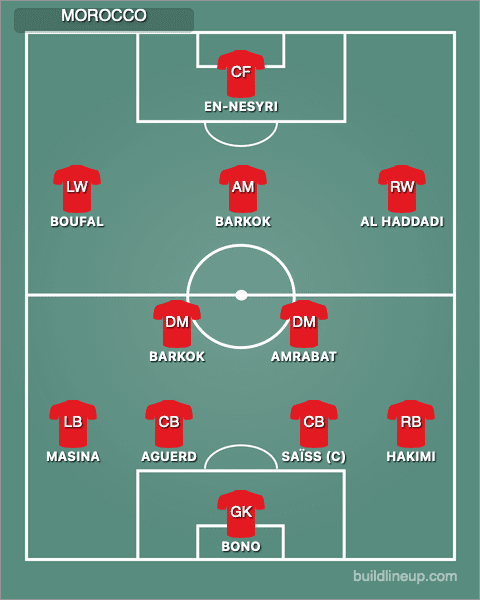 MOROCCO
CF
EN-NESYRI
LW AM RW
BOUFAL BARKOK AL HADDADI
DM DM
BARKOK AMRABAT
LB CB CB RB
MASINA AGUERD SAÏSS (C) HAKIMI
GK
BONO
buildlineup.com